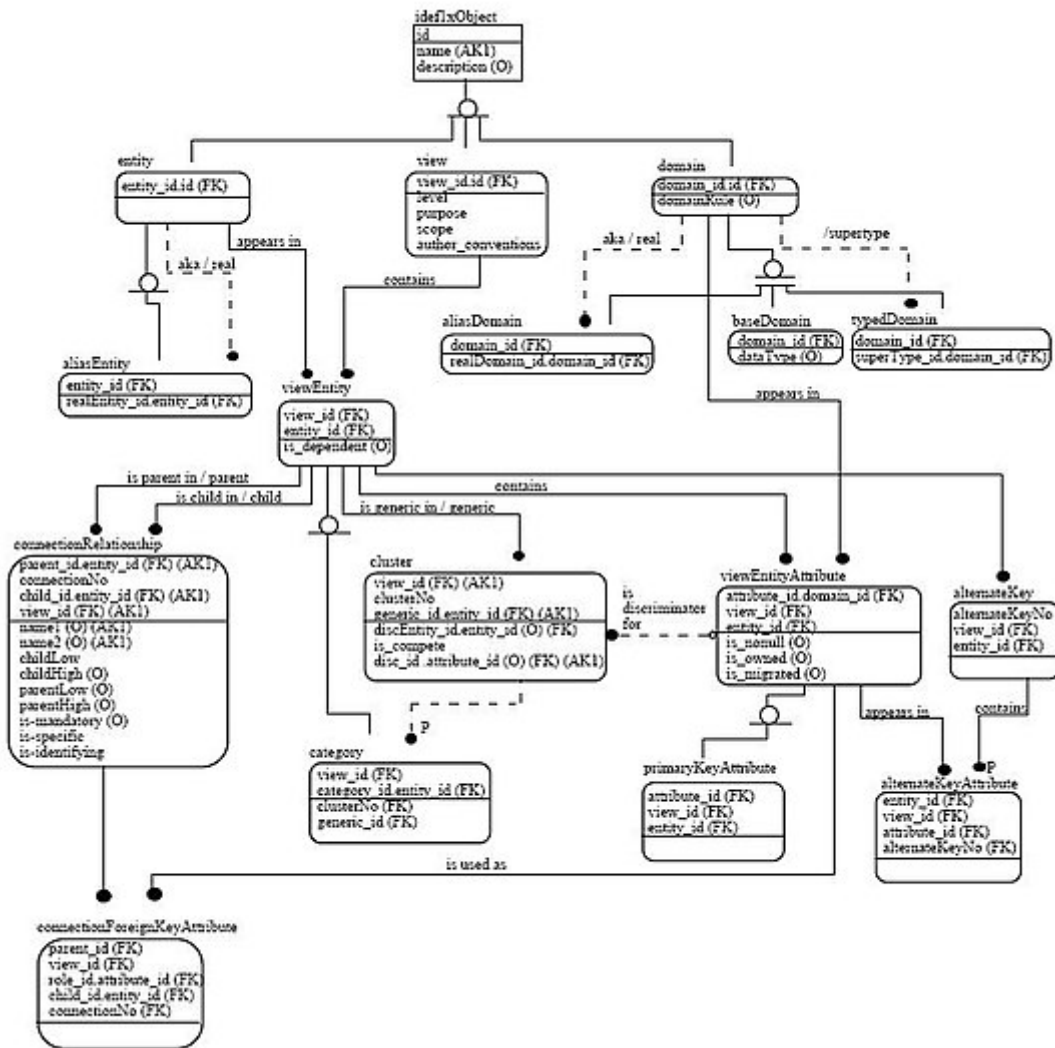 idef1xObject
id
name (AK1)
description (O)
entity
entity_id.id (FK)
view
view_id.id (FK)
level
purpose
scope
author_conventions
domain
domain_id.id (FK)
domainRule (O)
appears in
aka / real
contains
aka / real
/supertype
aliasEntity
entity_id (FK)
realEntity_id.entity_id (FK)
aliasDomain
domain_id (FK)
realDomain_id.domain_id (FK)
baseDomain
domain_id (FK)
dataType (O)
typedDomain
domain_id (FK)
superType_id.domain_id (FK)
viewEntity
view_id (FK)
entity_id (FK)
is_dependent (O)
appears in
is parent in / parent
is child in / child
is generic in / generic
contains
connectionRelationship
parent_id.entity_id (FK) (AK1)
connectionNo
child_id.entity_id (FK) (AK1)
view_id (FK) (AK1)
name1 (O) (AK1)
name2 (O) (AK1)
childLow
childHigh (O)
parentLow (O)
parentHigh (O)
is-mandatory (O)
is-specific
is-identifying
cluster
view_id (FK) (AK1)
clusterNo
generic_id.entity_id (FK) (AK1)
discEntity_id.entity_id (O) (FK)
is_compete
disc_id .attribute_id (O) (FK) (AK1)
is
discriminator
for
viewEntityAttribute
attribute_id.domain_id (FK)
view_id (FK)
entity_id (FK)
is_nonull (O)
is_owned (O)
is_migrated (O)
alternateKey
alternateKeyNo
view_id (FK)
entity_id (FK)
P
appears in
contains
P
category
view_id (FK)
category_id.entity_id (FK)
clusterNo (FK)
generic_id (FK)
primaryKeyAttribute
attribute_id (FK)
view_id (FK)
entity_id (FK)
alternateKeyAttribute
entity_id (FK)
view_id (FK)
attribute_id (FK)
alternateKeyNo (FK)
is used as
connectionForeignKeyAttribute
parent_id (FK)
view_id (FK)
role_id.attribute_id (FK)
child_id.entity_id (FK)
connectionNo (FK)